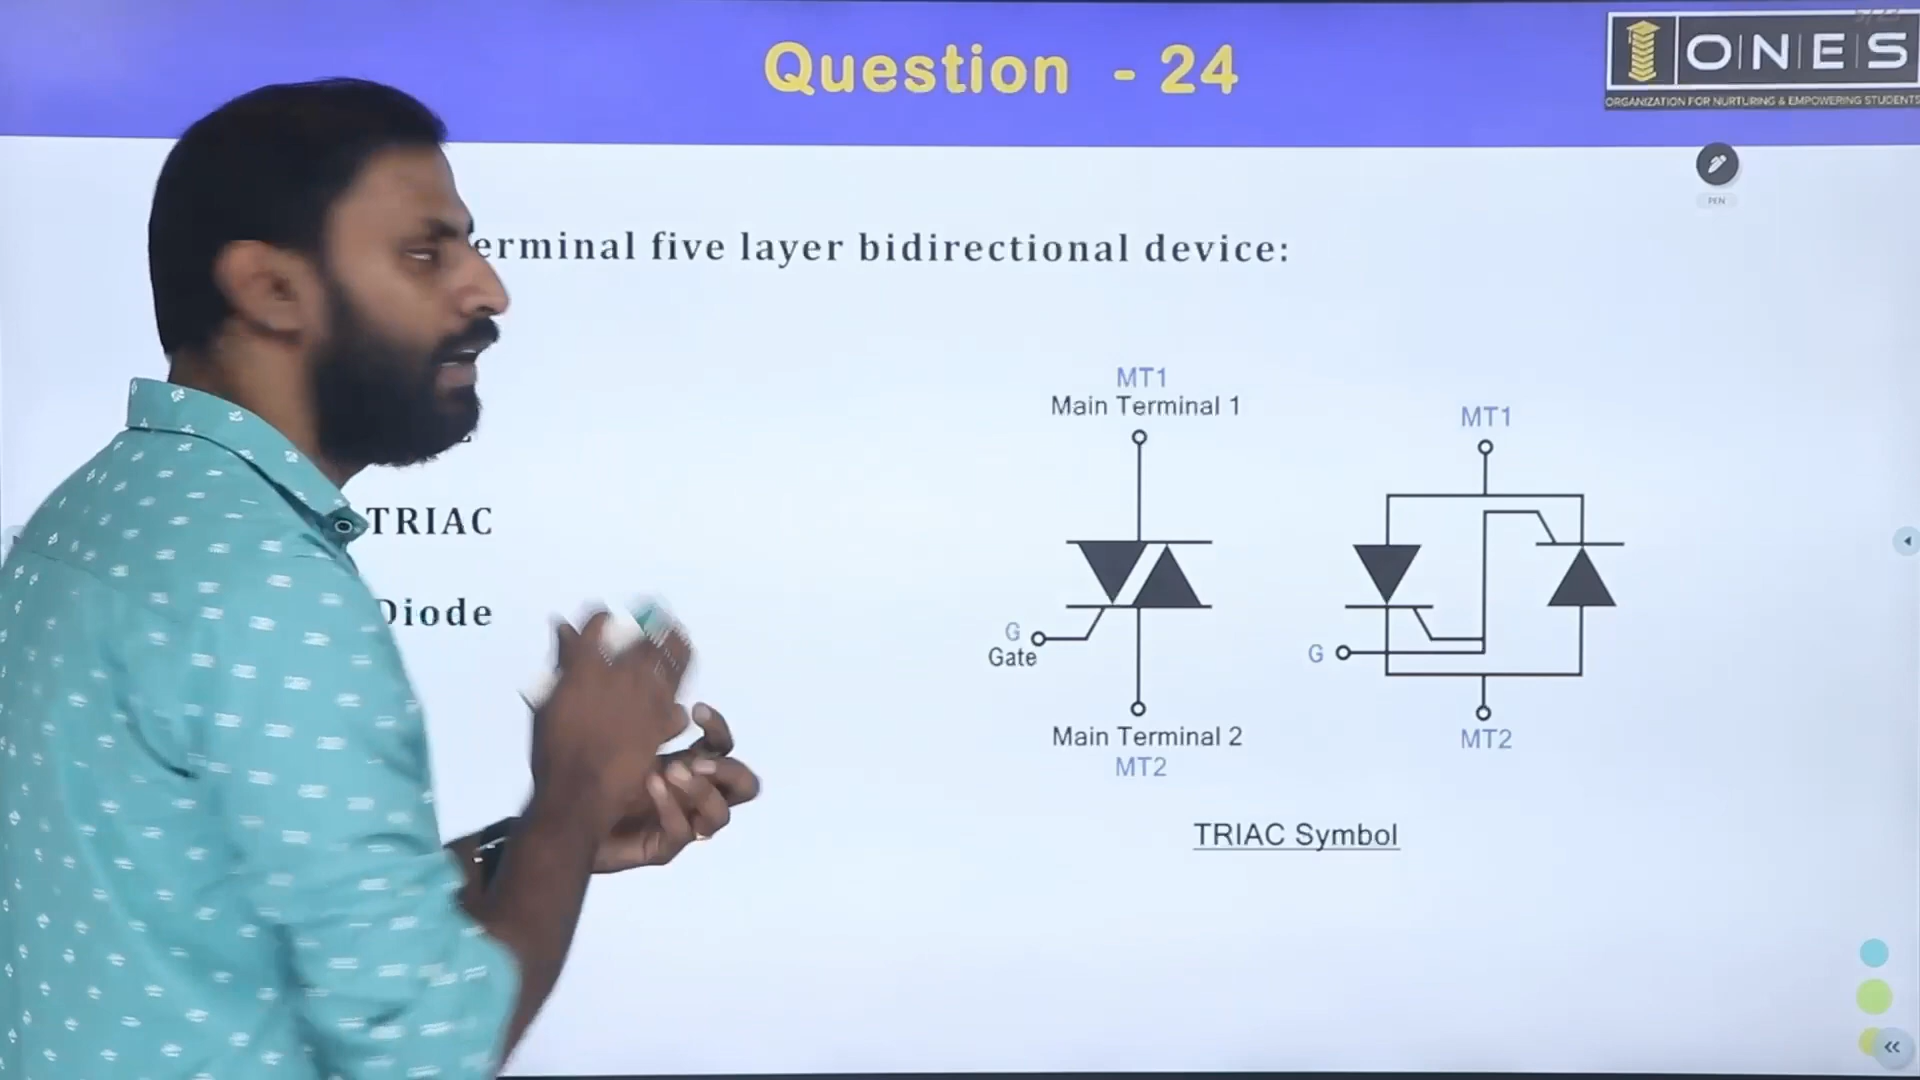 Question - 24
O|N|E|S
ORGANIZATION FOR NURTURING & EMPOWERING STUDENTS
PEN
erminal five layer bidirectional device:
TRIAC
Diode
MT1
Main Terminal 1
G
Gate
Main Terminal 2
MT2
MT1
G
MT2
TRIAC Symbol